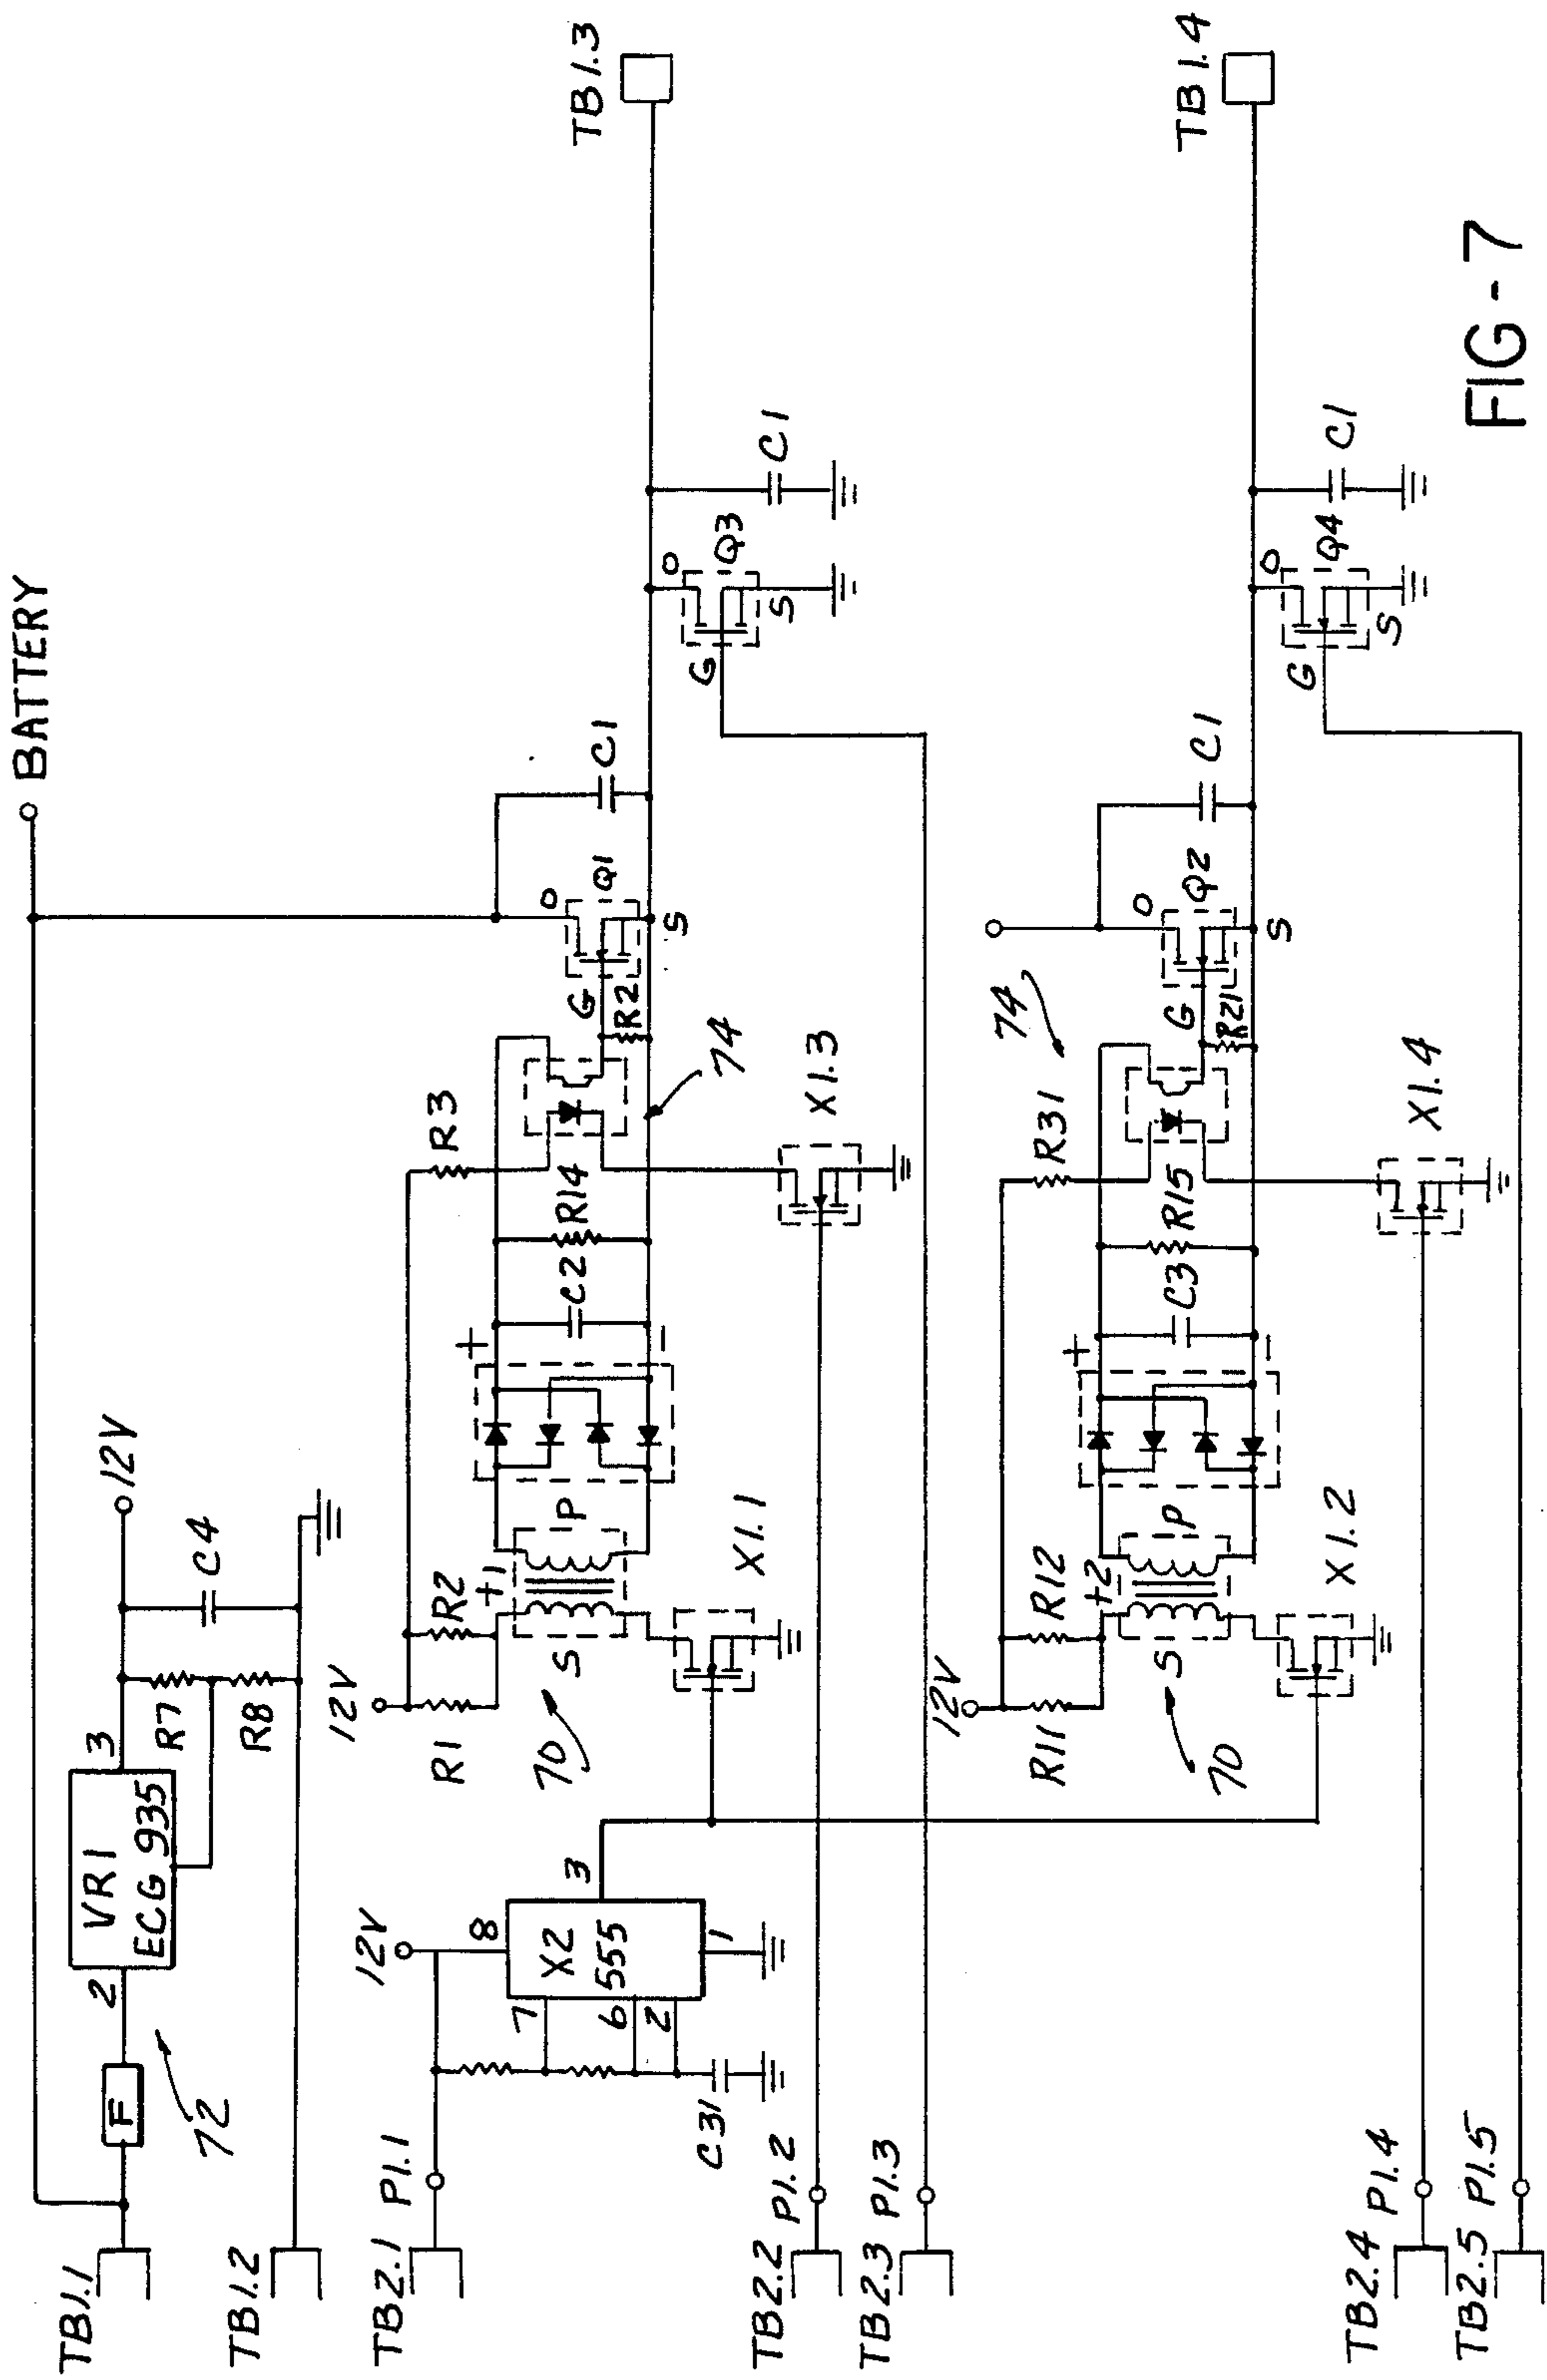 BATTERY
TB1.1
F
72
2
VR1
ECG 935
3
R7
R8
C4
12V
TB1.2
TB2.1
P1.1
12V
8
7
6
2
X2
555
3
1
C31
12V
R1
R2
+1
70
S
P
X1.1
+
-
C2
R14
R3
74
X1.3
G
R2
D
Q1
S
C1
D
G
Q3
S
C1
TB1.3
TB2.2
P1.2
TB2.3
P1.3
12V
R11
R12
+2
70
S
P
X1.2
+
-
C3
R15
R31
74
X1.4
G
R21
D
Q2
S
C1
D
G
Q4
S
C1
TB1.4
TB2.4
P1.4
TB2.5
P1.5
FIG-7